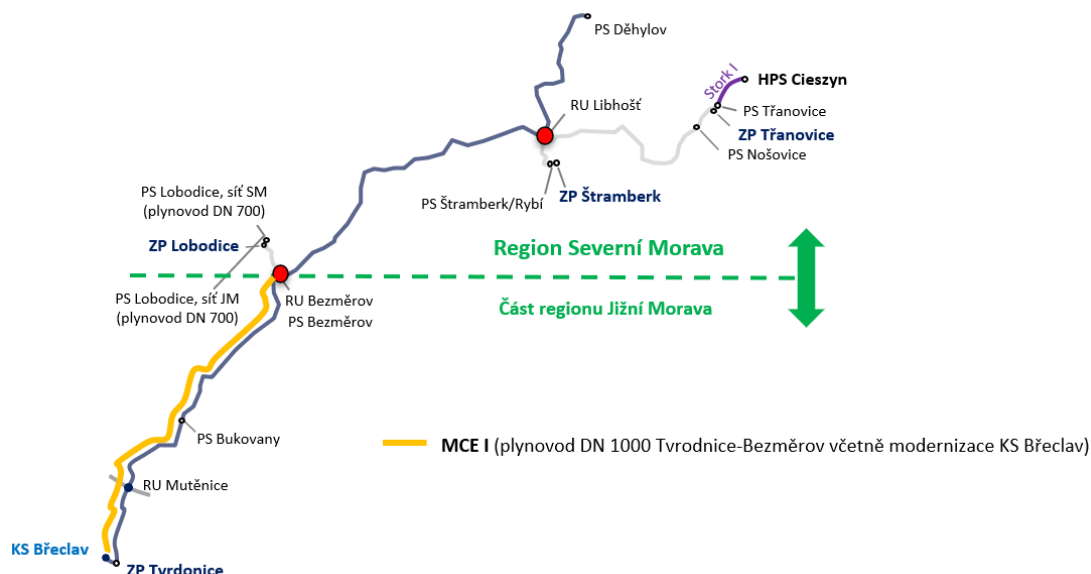 PS Děhylov
Stork I
HPS Cieszyn
RU Libhošť
PS Třanovice
ZP Třanovice
PS Nošovice
PS Štramberk/Rybí
ZP Štramberk
PS Lobodice, síť SM
(plynovod DN 700)
ZP Lobodice
Region Severní Morava
PS Lobodice, síť JM
(plynovod DN 700)
RU Bezměrov
PS Bezměrov
Část regionu Jižní Morava
PS Bukovany
MCE I (plynovod DN 1000 Tvrodnice-Bezměrov včetně modernizace KS Břeclav)
RU Mutěnice
KS Břeclav
ZP Tvrdonice